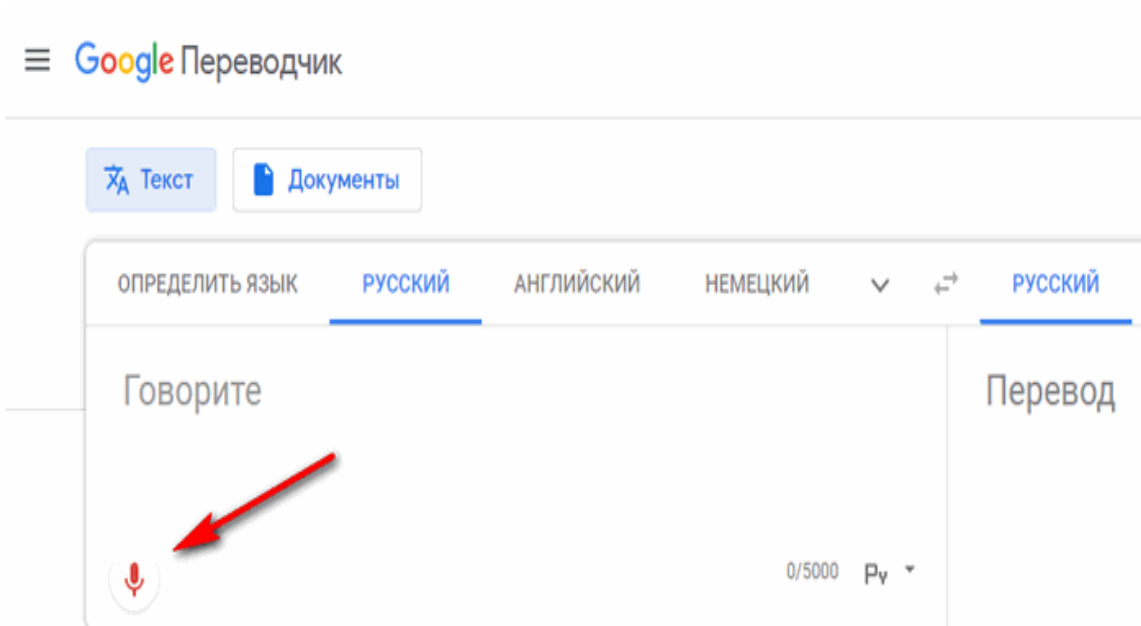 Google Переводчик
Текст Документы
ОПРЕДЕЛИТЬ ЯЗЫК РУССКИЙ АНГЛИЙСКИЙ НЕМЕЦКИЙ РУССКИЙ
Говорите Перевод
0/5000 Ру